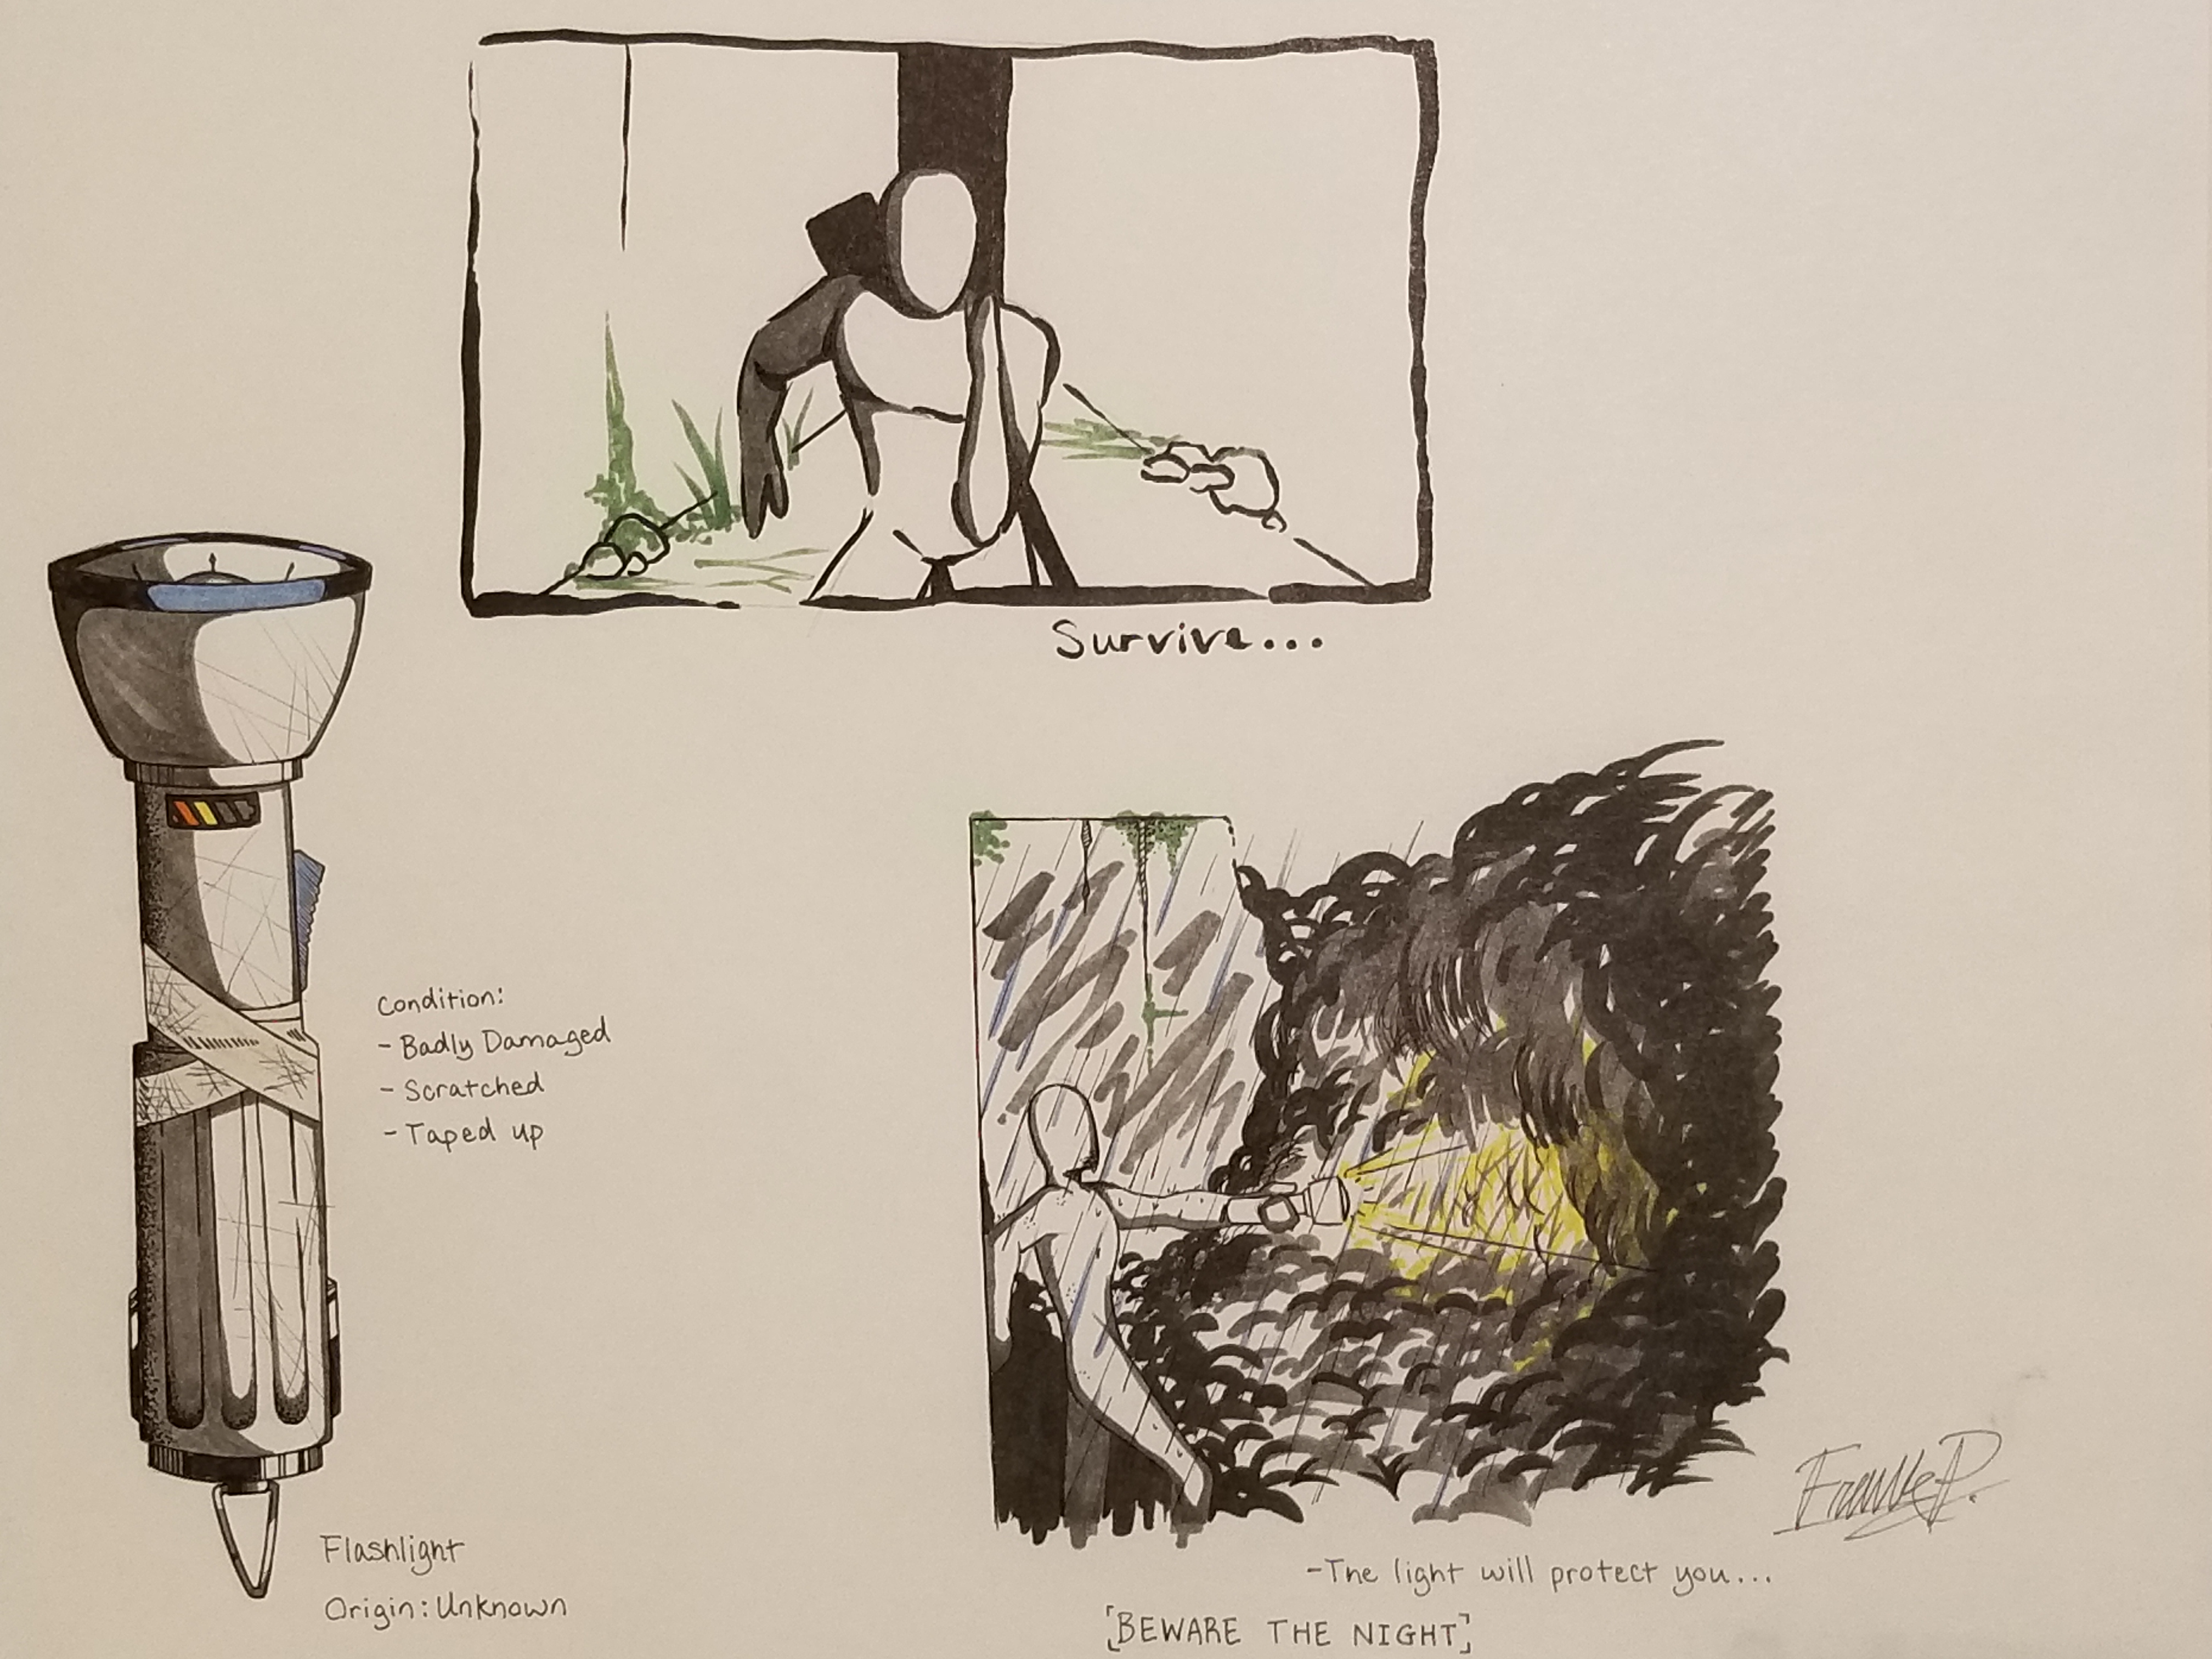 Survive...
condition:
- Badly Damaged
- Scratched
- Taped up
Flashlight
Origin: Unknown
- The light will protect you...
[BEWARE THE NIGHT]